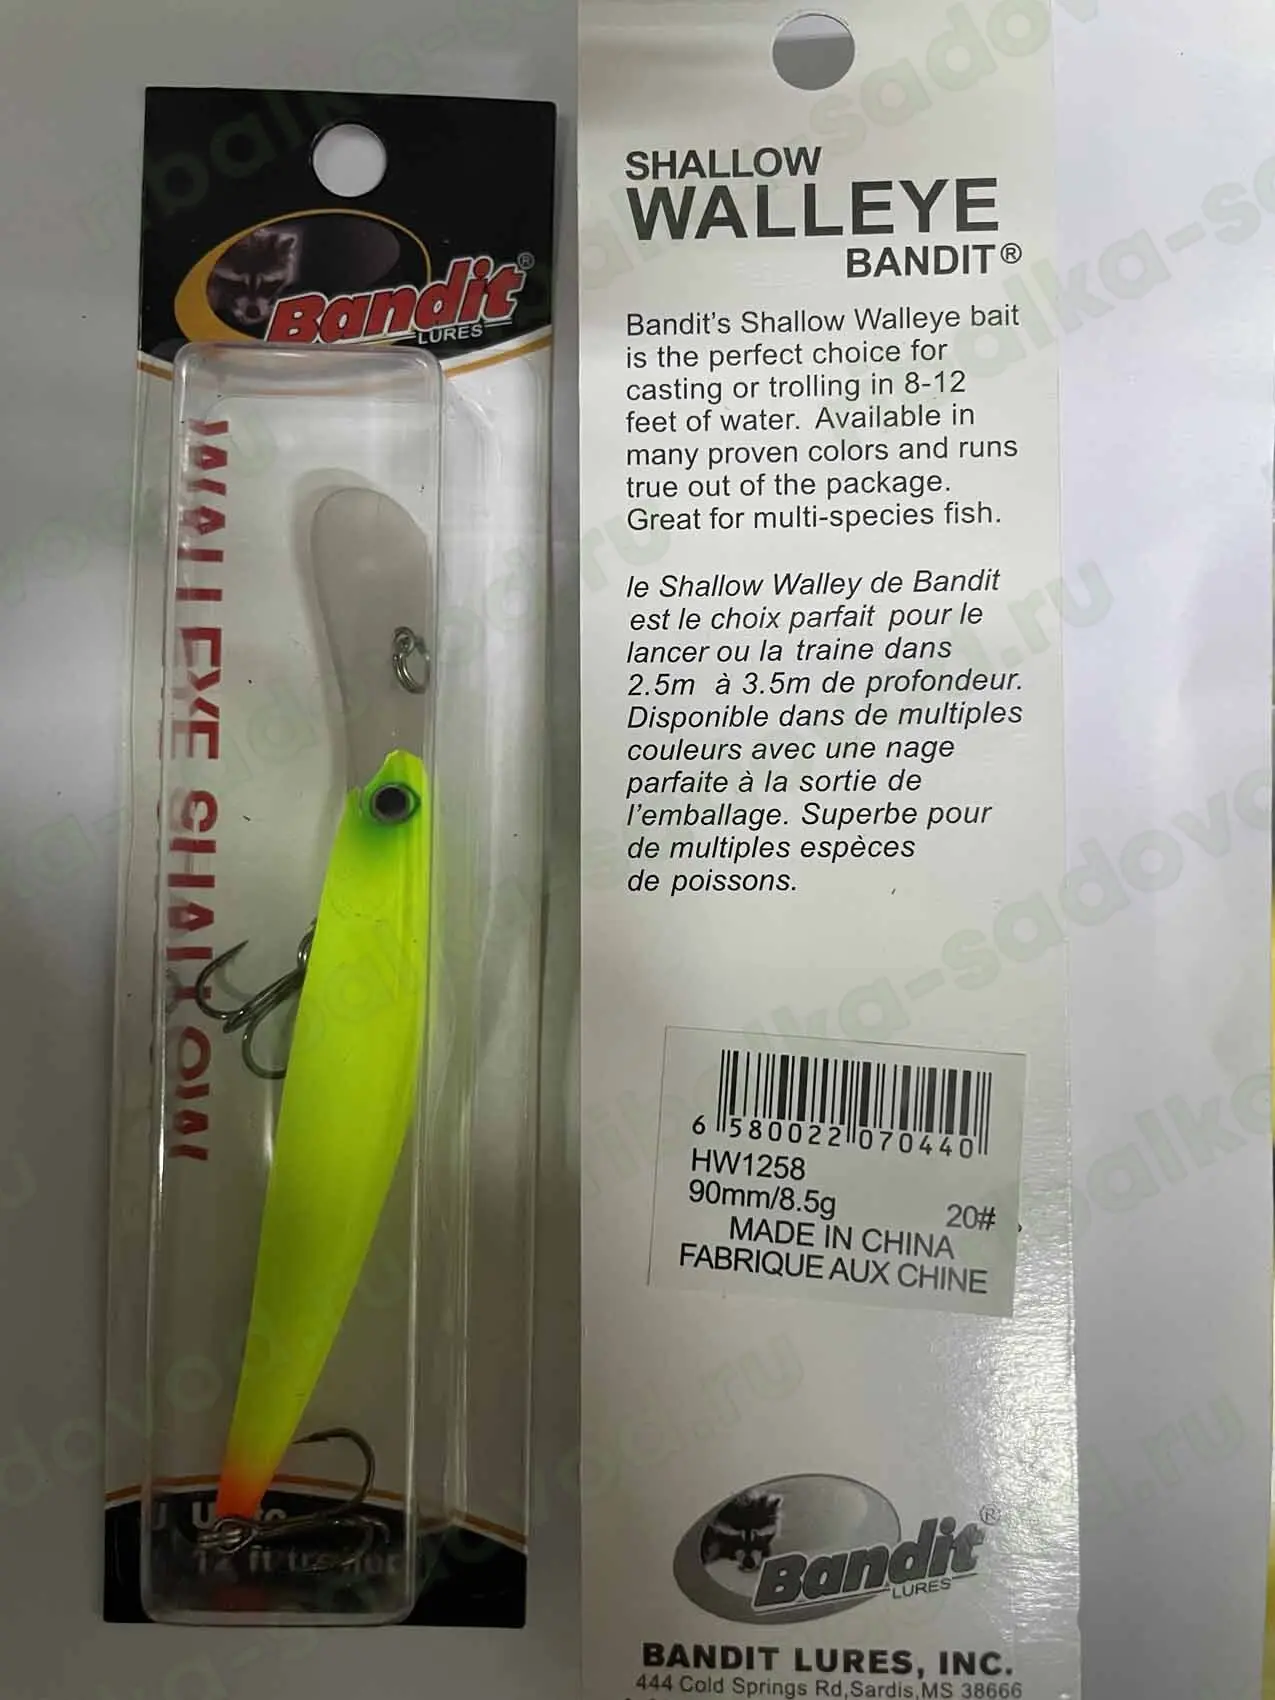 Bandit®
LURES
WALLEYE SHALLOW
SHALLOW
WALLEYE
BANDIT®
Bandit's Shallow Walleye bait
is the perfect choice for
casting or trolling in 8-12
feet of water. Available in
many proven colors and runs
true out of the package.
Great for multi-species fish.
le Shallow Walley de Bandit
est le choix parfait pour le
lancer ou la traine dans
2.5m à 3.5m de profondeur.
Disponible dans de multiples
couleurs avec une nage
parfaite à la sortie de
l'emballage. Superbe pour
de multiples espèces
de poissons.
6 580022 070440
HW1258
90mm/8.5g
20#
MADE IN CHINA
FABRIQUE AUX CHINE
Bandit®
LURES
BANDIT LURES, INC.
444 Cold Springs Rd,Sardis,MS 38666
ribalka-sadovod.ru